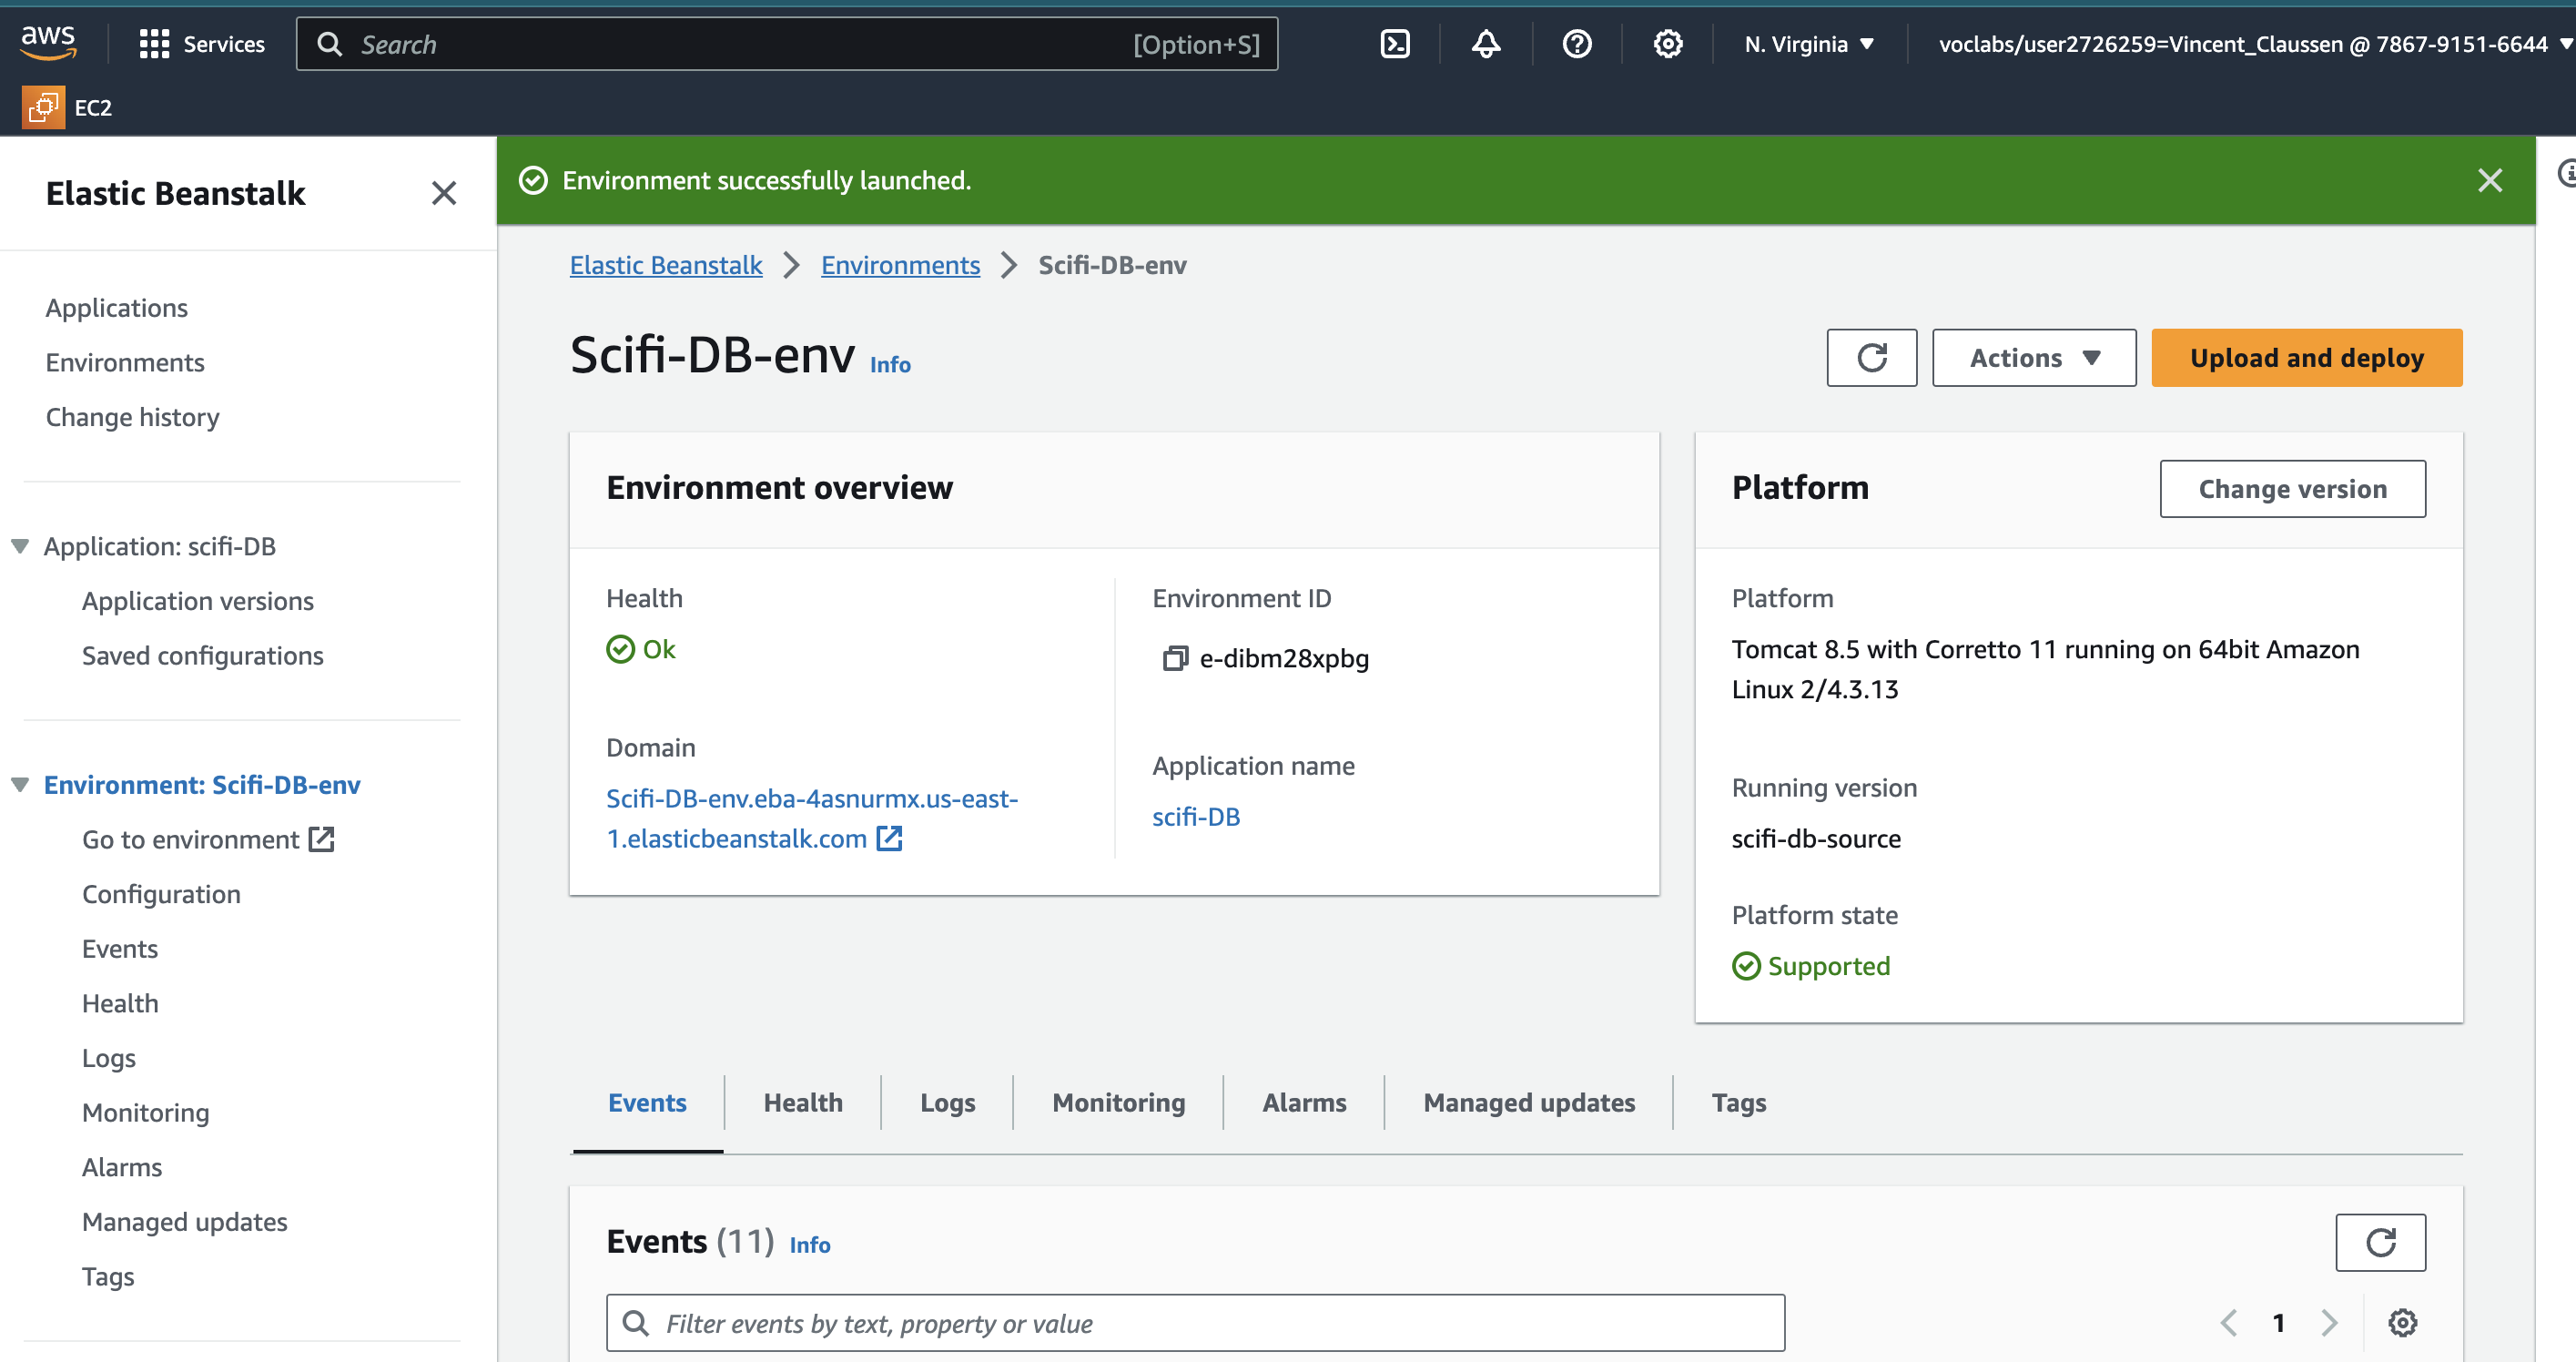 aws
Services
Search
[Option+S]
N. Virginia
voclabs/user2726259=Vincent_Claussen @ 7867-9151-6644
EC2
Elastic Beanstalk
Applications
Environments
Change history
Application: scifi-DB
Application versions
Saved configurations
Environment: Scifi-DB-env
Go to environment
Configuration
Events
Health
Logs
Monitoring
Alarms
Managed updates
Tags
Environment successfully launched.
Elastic Beanstalk
Environments
Scifi-DB-env
Scifi-DB-env Info
Actions
Upload and deploy
Environment overview
Health
Ok
Domain
Scifi-DB-env.eba-4asnurmx.us-east-
1.elasticbeanstalk.com
Environment ID
e-dibm28xpbg
Application name
scifi-DB
Platform
Change version
Platform
Tomcat 8.5 with Corretto 11 running on 64bit Amazon
Linux 2/4.3.13
Running version
scifi-db-source
Platform state
Supported
Events
Health
Logs
Monitoring
Alarms
Managed updates
Tags
Events (11) Info
Filter events by text, property or value
1